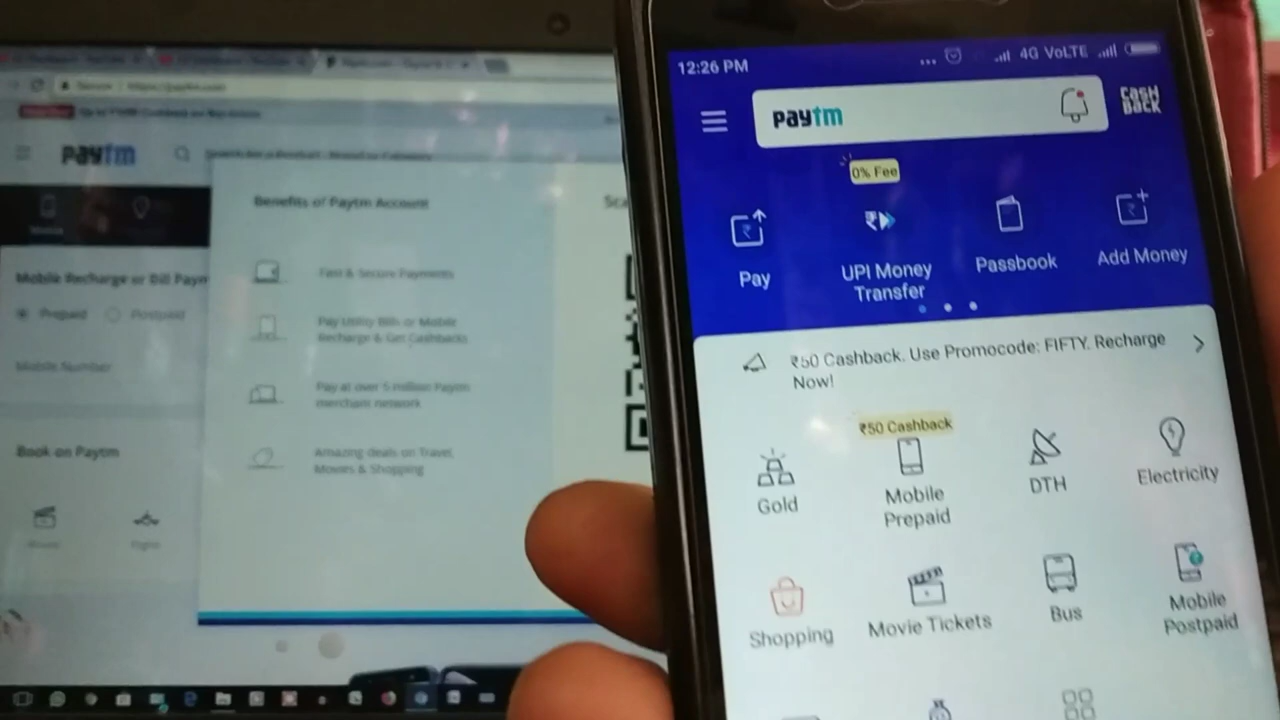 paytm
Benefits of Paytm Account
Fast & Secure Payments
Mobile Recharge or Bill Paym
Prepaid
Postpaid
Pay Utility Bills or Mobile
Recharge & Get Cashbacks
Mobile Number
Pay at over 5 million Paytm
merchant network
Book on Paytm
Amazing deals on Travel,
Movies & Shopping
12:26 PM
4G VoLTE
paytm
CASH
BACK
0% Fee
Pay
UPI Money
Transfer
Passbook
Add Money
₹50 Cashback. Use Promocode: FIFTY. Recharge
Now!
₹50 Cashback
Gold
Mobile
Prepaid
DTH
Electricity
Shopping
Movie Tickets
Bus
Mobile
Postpaid